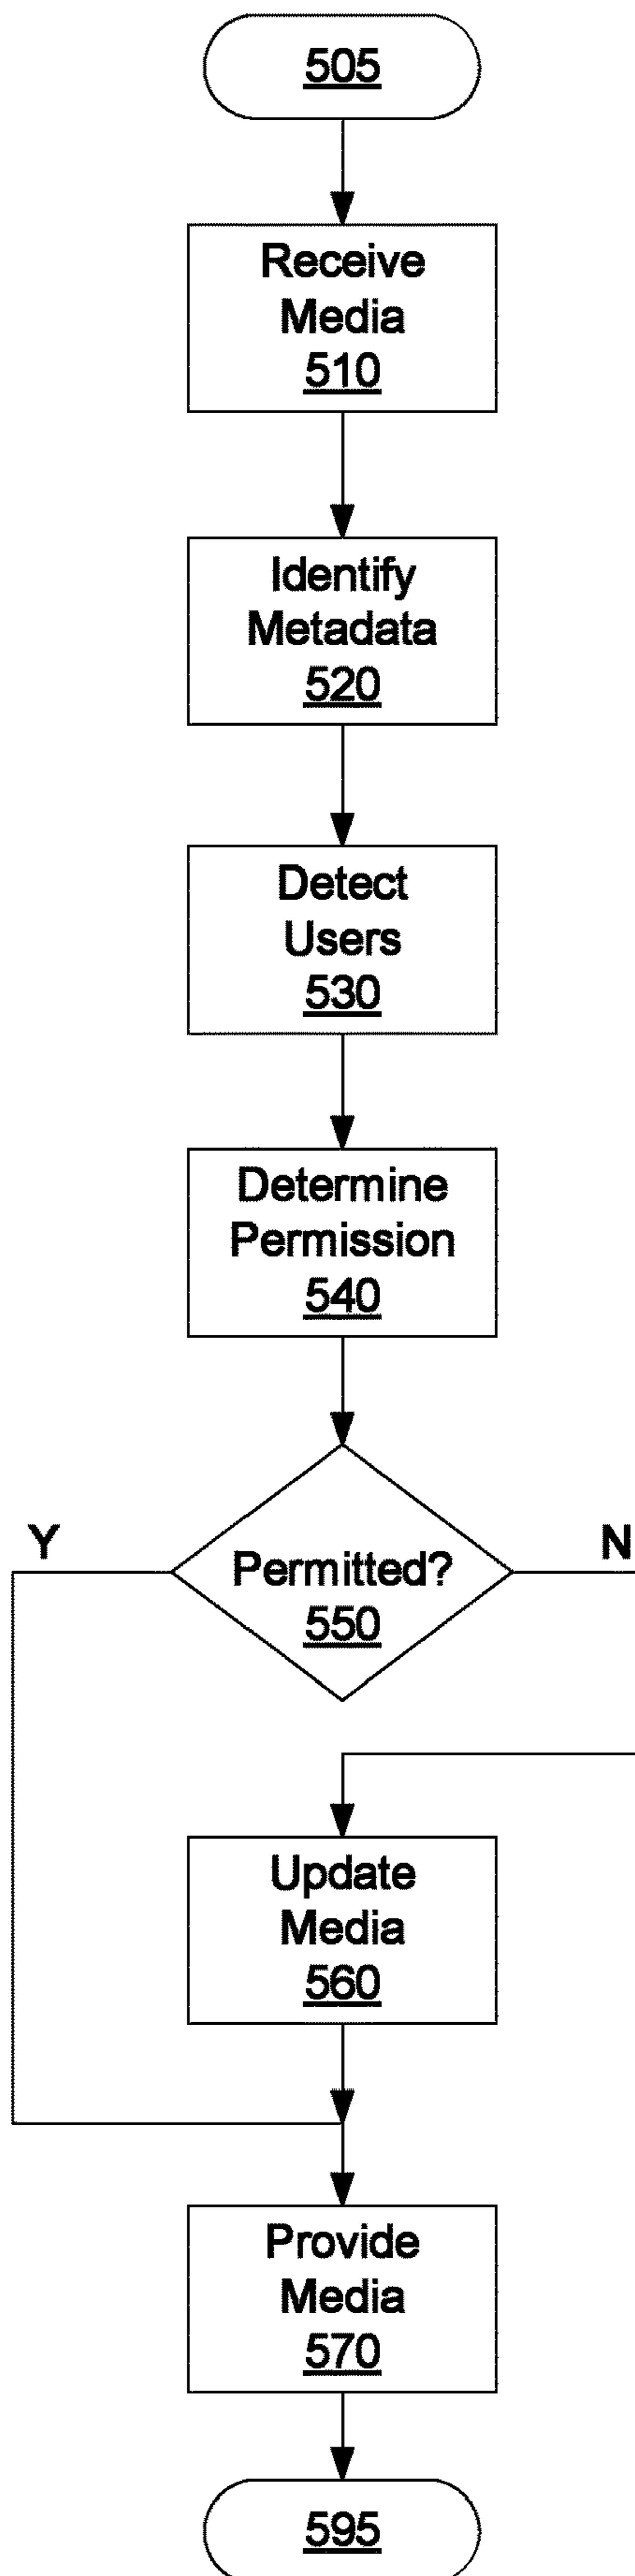 505
Receive
Media
510
Identify
Metadata
520
Detect
Users
530
Determine
Permission
540
Y
N
Permitted?
550
Update
Media
560
Provide
Media
570
595